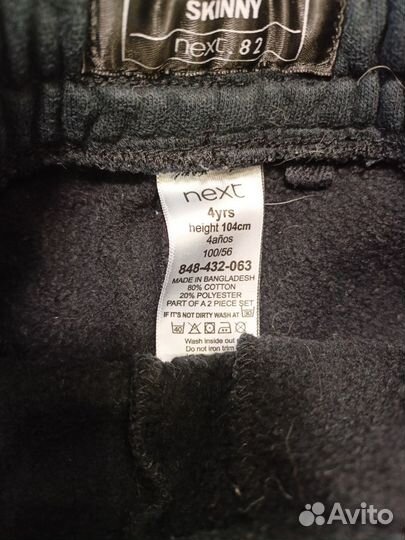 SKINNY
next. 82
next
4yrs
height 104cm
4años
100/56
848-432-063
MADE IN BANGLADESH
80% COTTON
20% POLYESTER
PART OF A 2 PIECE SET
IF IT'S NOT DIRTY WASH AT 30
40
Wash inside out
Do not iron trim
Avito